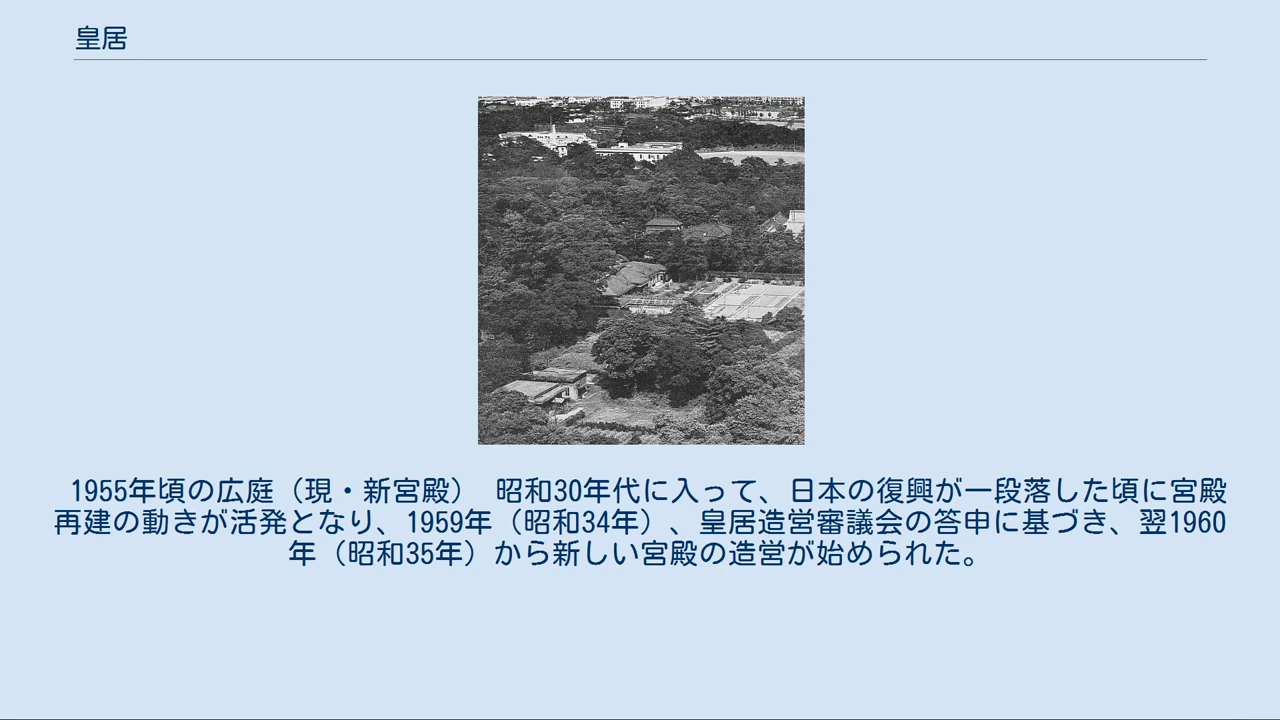 皇居
1955年頃の広庭（現・新宮殿）　昭和30年代に入って、日本の復興が一段落した頃に宮殿
再建の動きが活発となり、1959年（昭和34年）、皇居造営審議会の答申に基づき、翌1960
年（昭和35年）から新しい宮殿の造営が始められた。